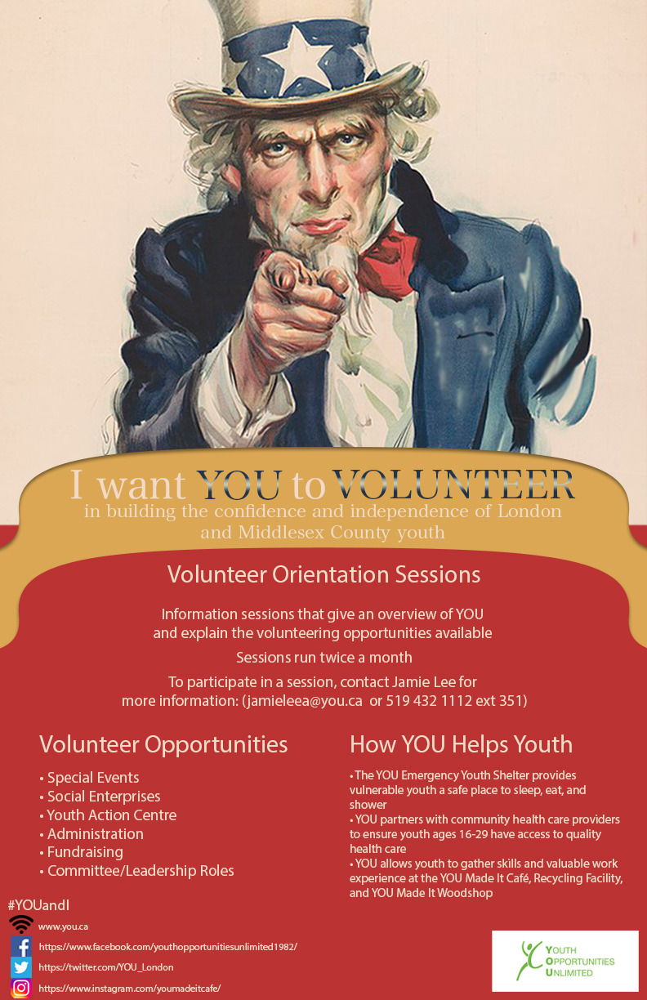 I want YOU to VOLUNTEER
in building the confidence and independence of London
and Middlesex County youth
Volunteer Orientation Sessions
Information sessions that give an overview of YOU
and explain the volunteering opportunities available
Sessions run twice a month
To participate in a session, contact Jamie Lee for
more information: (jamieleea@you.ca or 519 432 1112 ext 351)
Volunteer Opportunities
• Special Events
• Social Enterprises
• Youth Action Centre
• Administration
• Fundraising
• Committee/Leadership Roles
How YOU Helps Youth
• The YOU Emergency Youth Shelter provides
vulnerable youth a safe place to sleep, eat, and
shower
• YOU partners with community health care providers
to ensure youth ages 16-29 have access to quality
health care
• YOU allows youth to gather skills and valuable work
experience at the YOU Made It Café, Recycling Facility,
and YOU Made It Woodshop
#YOUandI
www.you.ca
https://www.facebook.com/youthopportunitiesunlimited1982/
https://twitter.com/YOU_London
https://www.instagram.com/youmadeitcafe/
YOUTH
OPPORTUNITIES
UNLIMITED